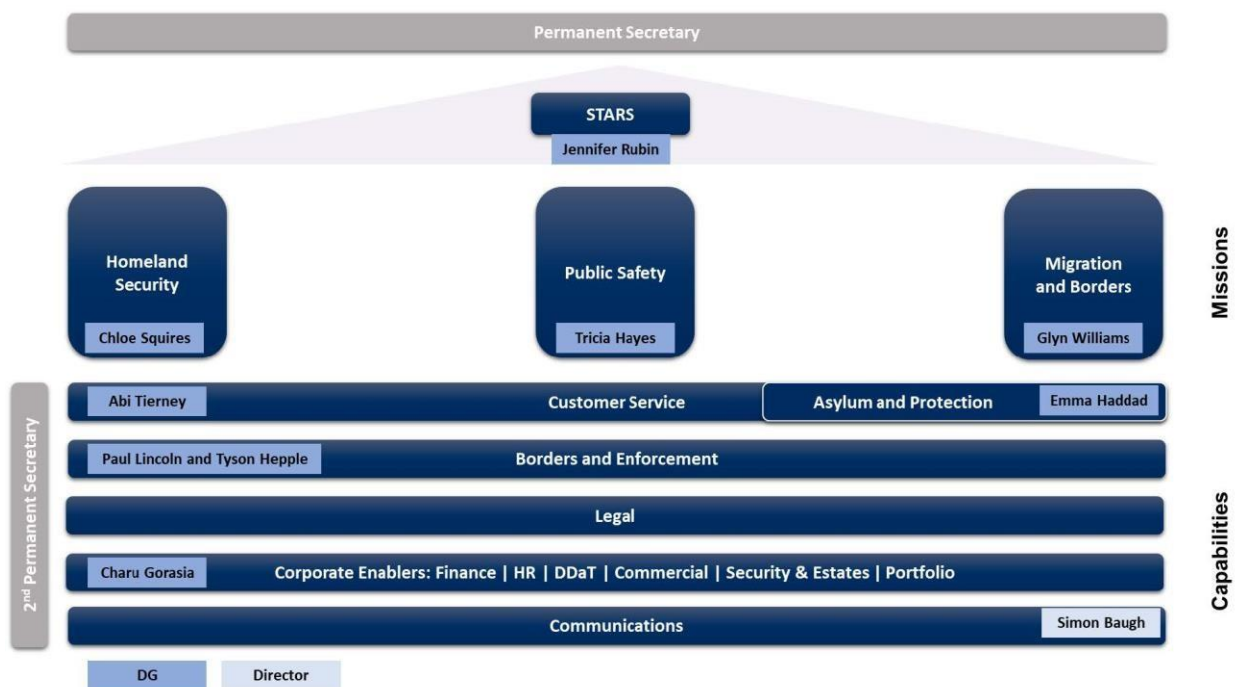 Permanent Secretary
STARS
Jennifer Rubin
Homeland
Security
Chloe Squires
Public Safety
Tricia Hayes
Migration
and Borders
Glyn Williams
Missions
2nd Permanent Secretary
Abi Tierney
Customer Service
Asylum and Protection
Emma Haddad
Paul Lincoln and Tyson Hepple
Borders and Enforcement
Legal
Charu Gorasia
Corporate Enablers: Finance | HR | DDaT | Commercial | Security & Estates | Portfolio
Communications
Simon Baugh
Capabilities
DG
Director